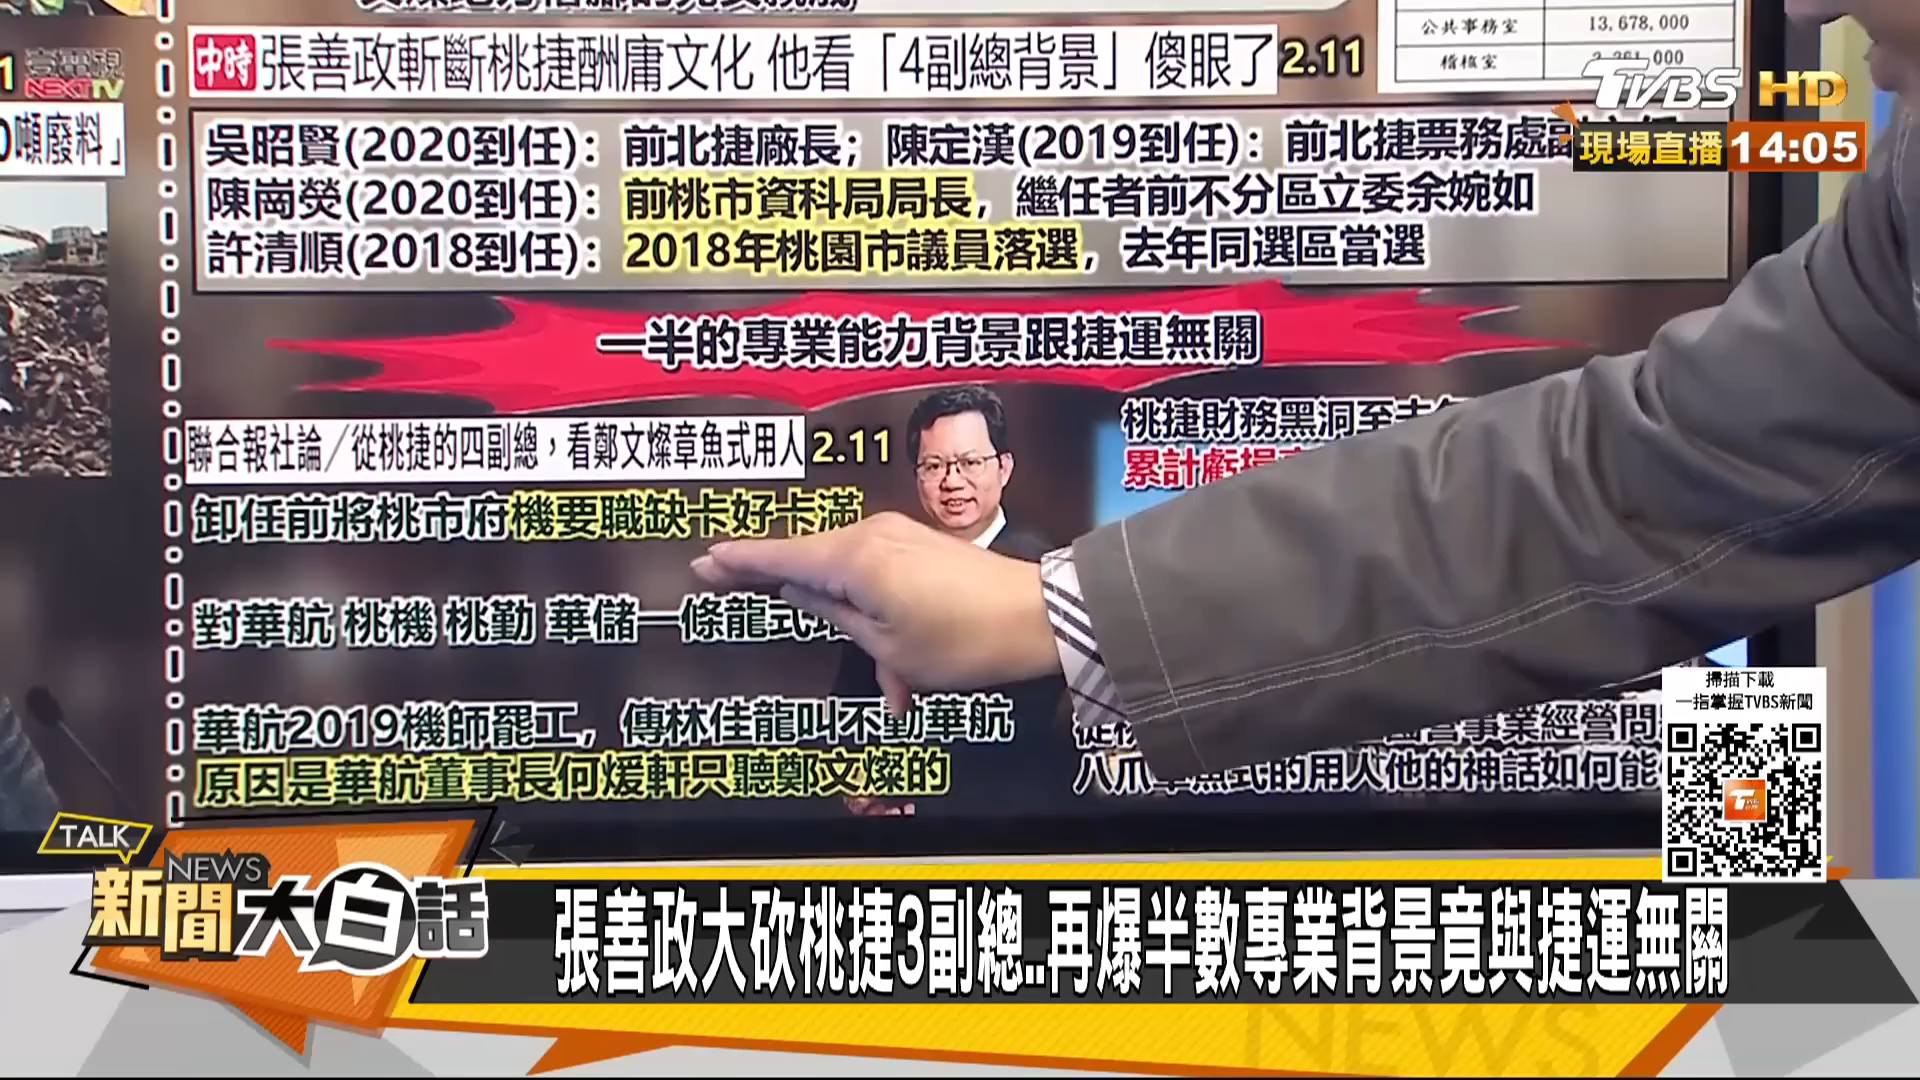 公共事務室 13,678,000
稽核室
1 壹電視
NEXT TV
中時 張善政斬斷桃捷酬庸文化 他看「4副總背景」傻眼了 2.11
TVBS HD
現場直播 14:05
噸廢料」
吳昭賢(2020到任)：前北捷廠長；陳定漢(2019到任)：前北捷票務處副
陳崗熒(2020到任)：前桃市資科局局長，繼任者前不分區立委余婉如
許清順(2018到任)：2018年桃園市議員落選，去年同選區當選
一半的專業能力背景跟捷運無關
聯合報社論／從桃捷的四副總，看鄭文燦章魚式用人 2.11
卸任前將桃市府機要職缺卡好卡滿
對華航 桃機 桃勤 華儲一條龍式
華航2019機師罷工，傳林佳龍叫不動華航
原因是華航董事長何煖軒只聽鄭文燦的
桃捷財務黑洞至去年
累計虧損
事業經營問
八爪章魚式的用人他的神話如何能
掃描下載
一指掌握TVBS新聞
TALK
NEWS
新聞大白話
張善政大砍桃捷3副總..再爆半數專業背景竟與捷運無關
NEWS